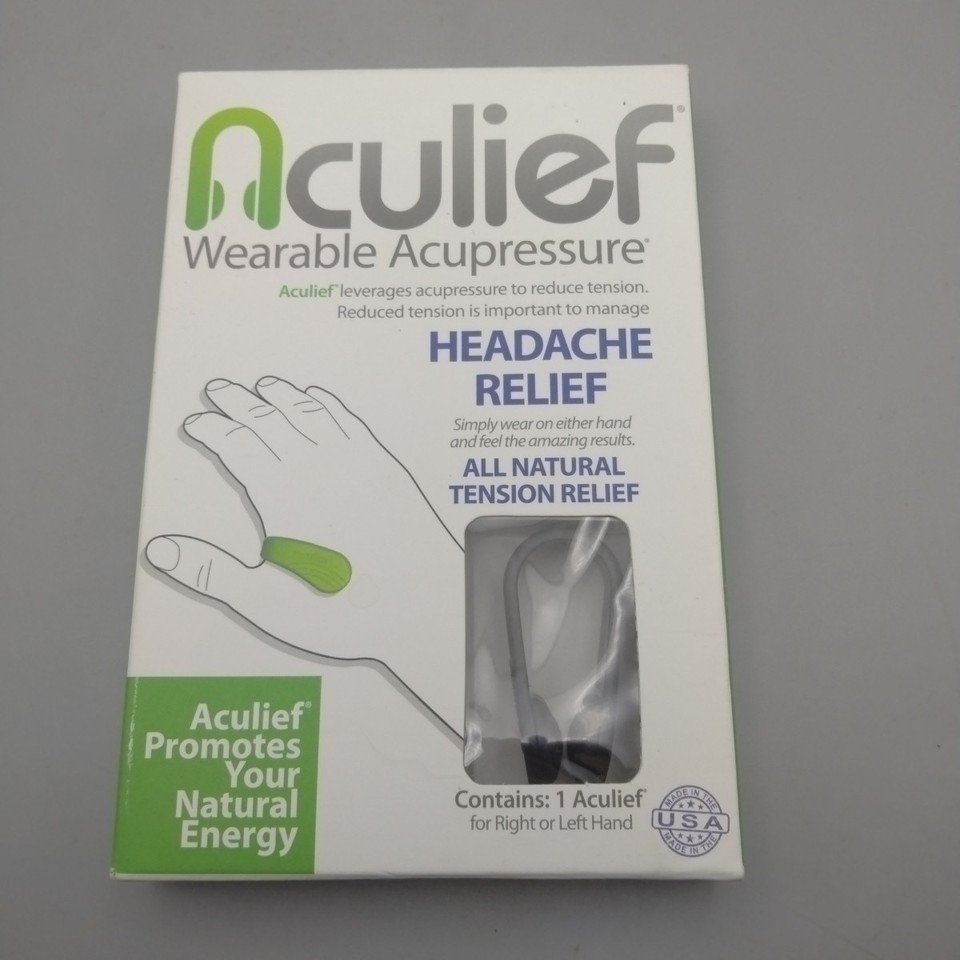 Aculief®
Wearable Acupressure®
Aculief® leverages acupressure to reduce tension.
Reduced tension is important to manage
HEADACHE
RELIEF
Simply wear on either hand
and feel the amazing results.
ALL NATURAL
TENSION RELIEF
Aculief®
Promotes
Your
Natural
Energy
Contains: 1 Aculief®
for Right or Left Hand
MADE IN THE
USA
MADE IN THE